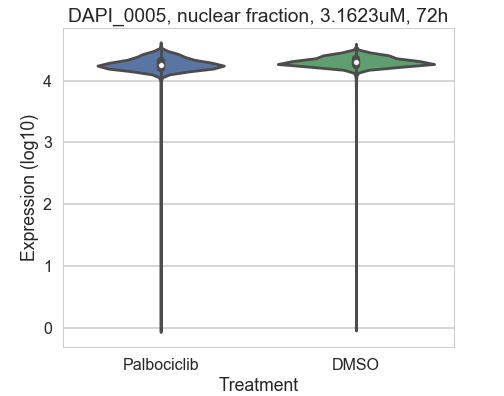 DAPI_0005, nuclear fraction, 3.1623uM, 72h
4
3
2
1
0
Expression (log10)
Palbociclib
DMSO
Treatment